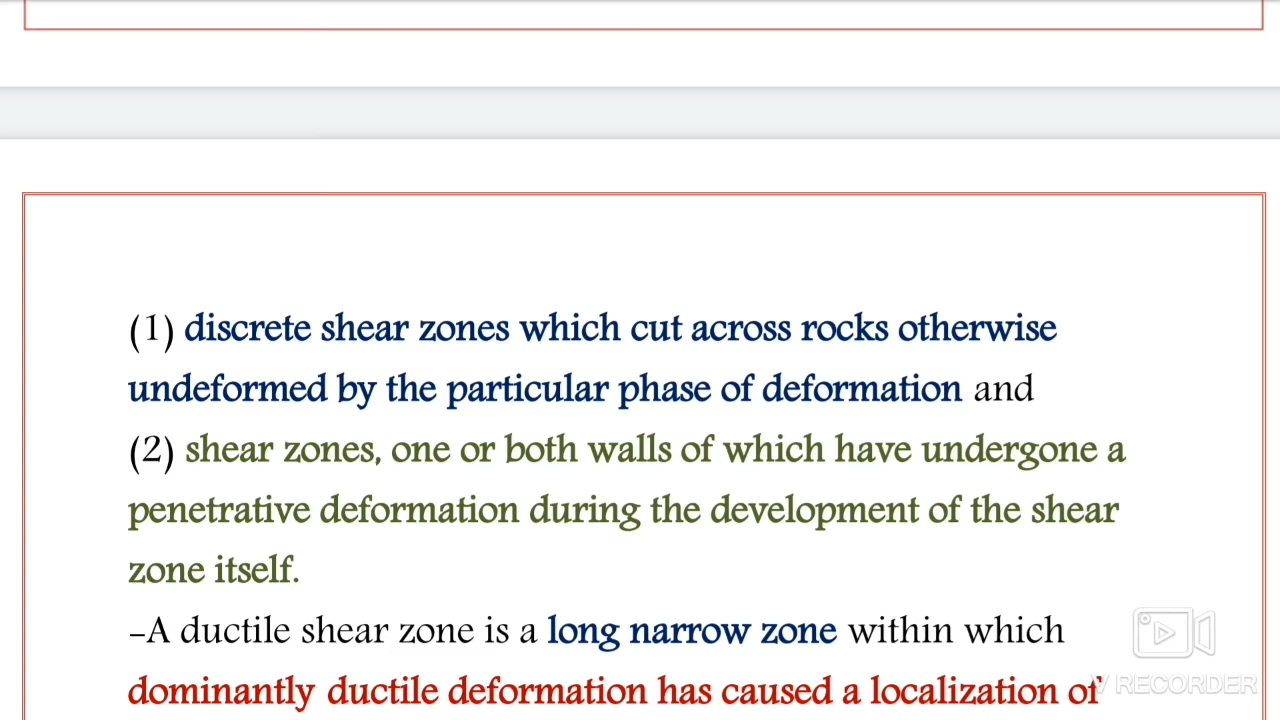 (1) discrete shear zones which cut across rocks otherwise
undeformed by the particular phase of deformation and
(2) shear zones, one or both walls of which have undergone a
penetrative deformation during the development of the shear
zone itself.
-A ductile shear zone is a long narrow zone within which
dominantly ductile deformation has caused a localization of
V RECORDER